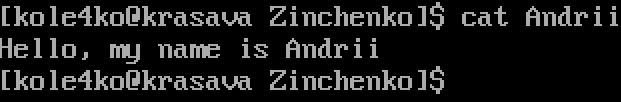 [kole4ko@krasava Zinchenko]$ cat Andrii
Hello, my name is Andrii
[kole4ko@krasava Zinchenko]$